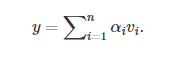 y = ∑_{i=1}^{n} α_i v_i.